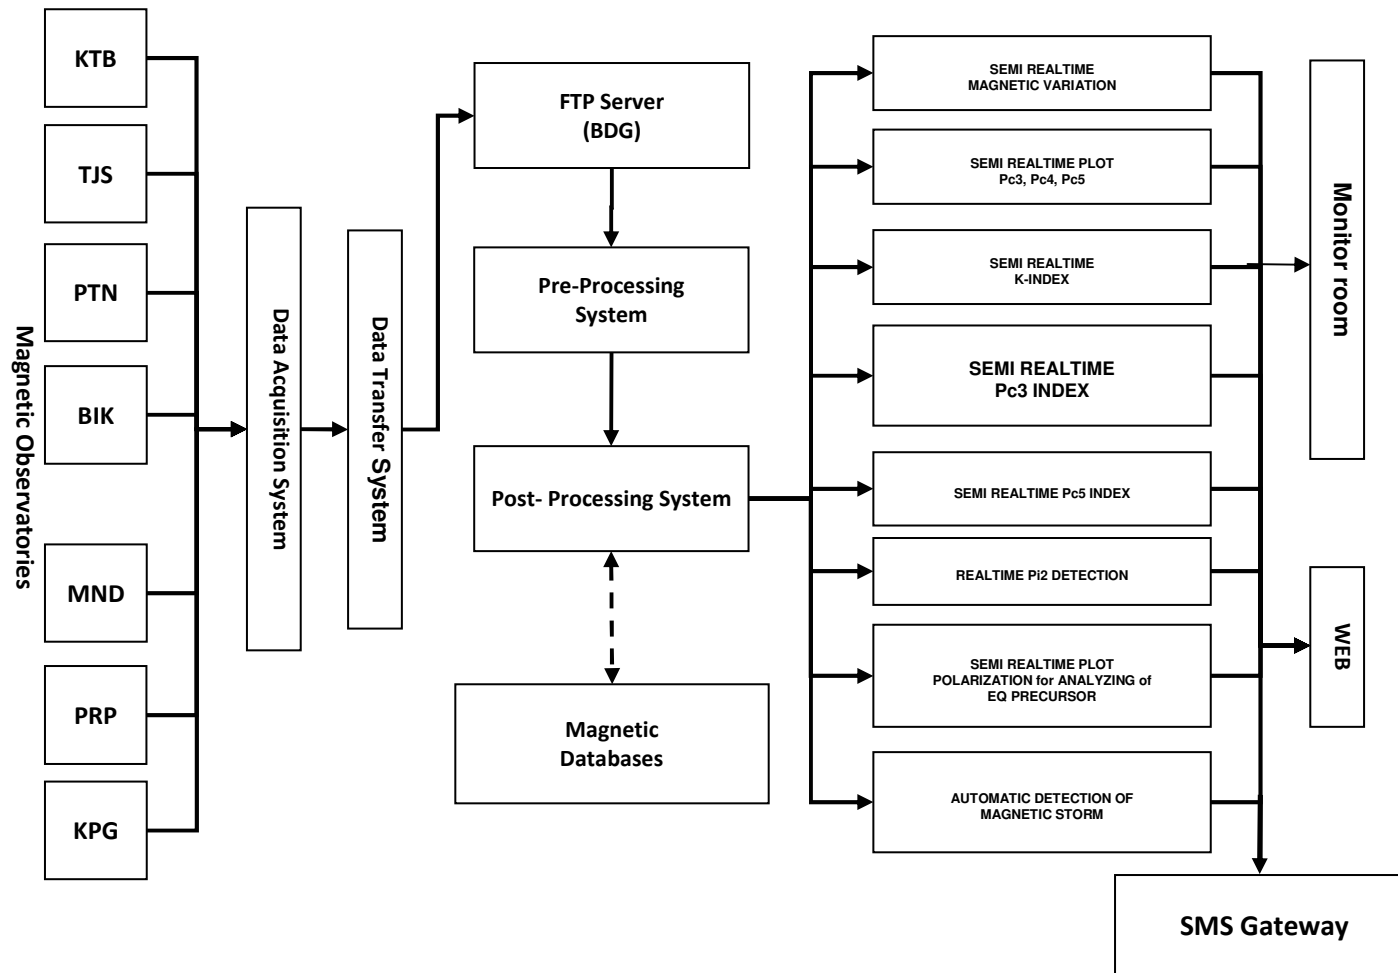 Magnetic Observatories
KTB
TJS
PTN
BIK
MND
PRP
KPG
Data Acquisition System
Data Transfer System
FTP Server
(BDG)
Pre-Processing
System
Post- Processing System
Magnetic
Databases
SEMI REALTIME
MAGNETIC VARIATION
SEMI REALTIME PLOT
Pc3, Pc4, Pc5
SEMI REALTIME
K-INDEX
SEMI REALTIME
Pc3 INDEX
SEMI REALTIME Pc5 INDEX
REALTIME Pi2 DETECTION
SEMI REALTIME PLOT
POLARIZATION for ANALYZING of
EQ PRECURSOR
AUTOMATIC DETECTION OF
MAGNETIC STORM
Monitor room
WEB
SMS Gateway